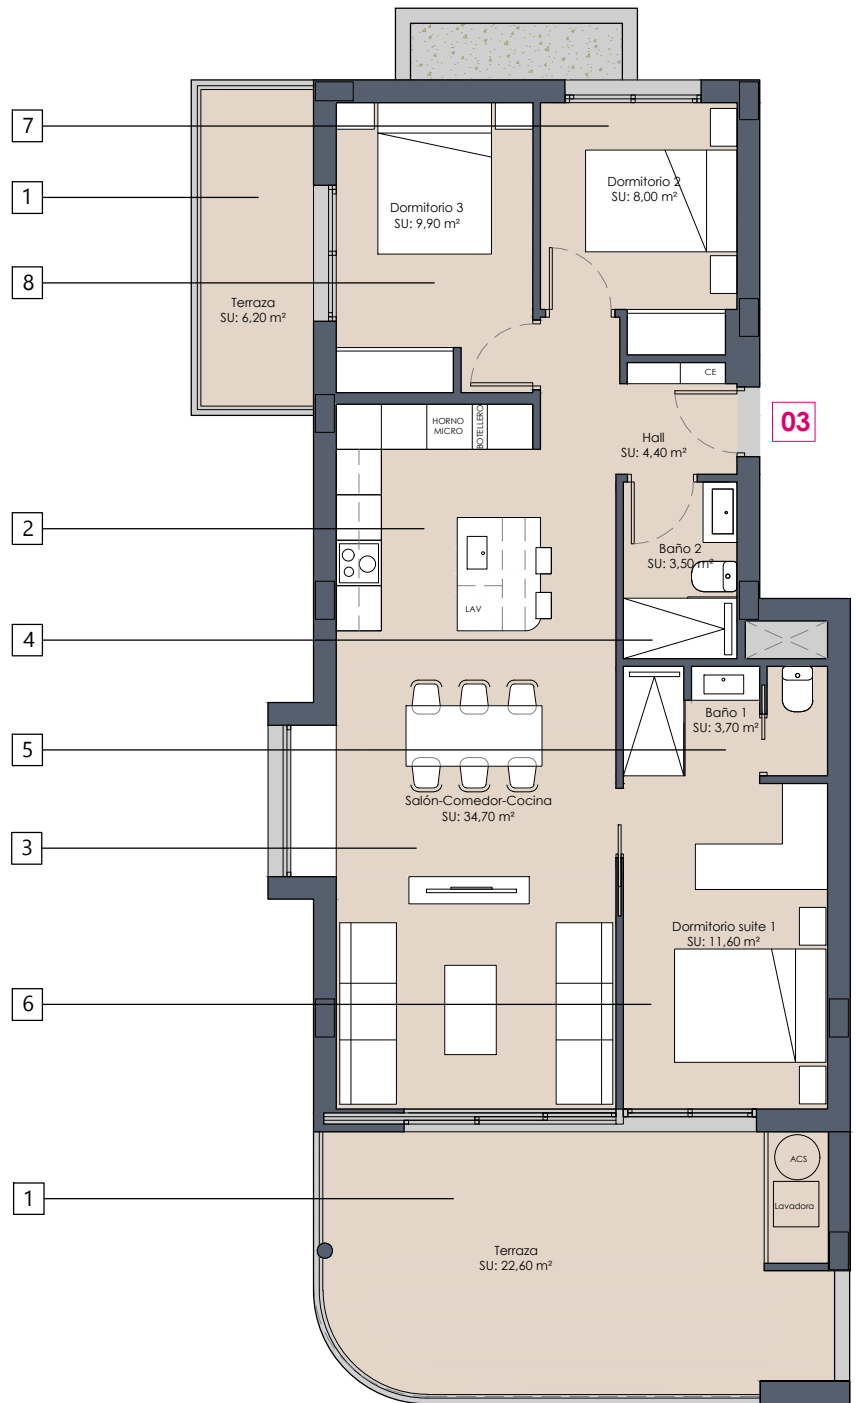 7
1
8
2
4
5
3
6
1
Dormitorio 3
SU: 9,90 m²
Dormitorio 2
SU: 8,00 m²
Terraza
SU: 6,20 m²
CE
03
HORNO
MICRO
BOTELLERO
Hall
SU: 4,40 m²
Baño 2
SU: 3,50 m²
LAV
Baño 1
SU: 3,70 m²
Salón-Comedor-Cocina
SU: 34,70 m²
Dormitorio suite 1
SU: 11,60 m²
ACS
Lavadora
Terraza
SU: 22,60 m²